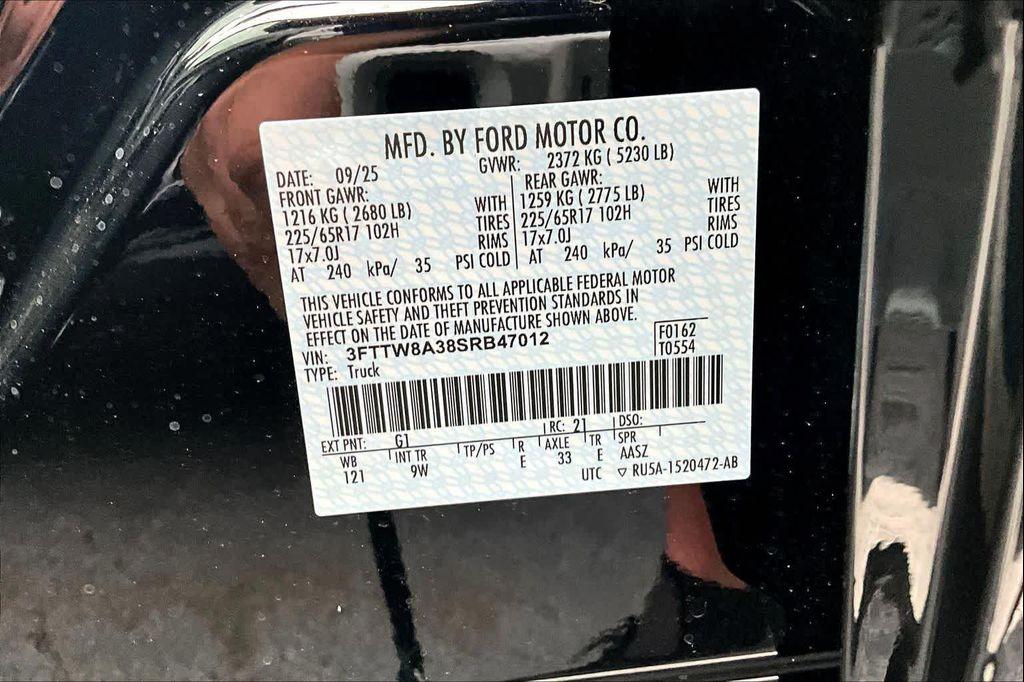 MFD. BY FORD MOTOR CO.
DATE: 09/25 GVWR: 2372 KG ( 5230 LB)
FRONT GAWR: REAR GAWR:
1216 KG ( 2680 LB) WITH 1259 KG ( 2775 LB) WITH
225/65R17 102H TIRES 225/65R17 102H TIRES
17x7.0J RIMS 17x7.0J RIMS
AT 240 kPa/ 35 PSI COLD AT 240 kPa/ 35 PSI COLD
THIS VEHICLE CONFORMS TO ALL APPLICABLE FEDERAL MOTOR
VEHICLE SAFETY AND THEFT PREVENTION STANDARDS IN
EFFECT ON THE DATE OF MANUFACTURE SHOWN ABOVE.
VIN: 3FTTW8A38SRB47012 F0162
TYPE: Truck T0554
EXT PNT: G1 RC: 21 DSO:
WB INT TR TP/PS R AXLE TR SPR
121 9W E 33 E AASZ
UTC ▽ RU5A-1520472-AB